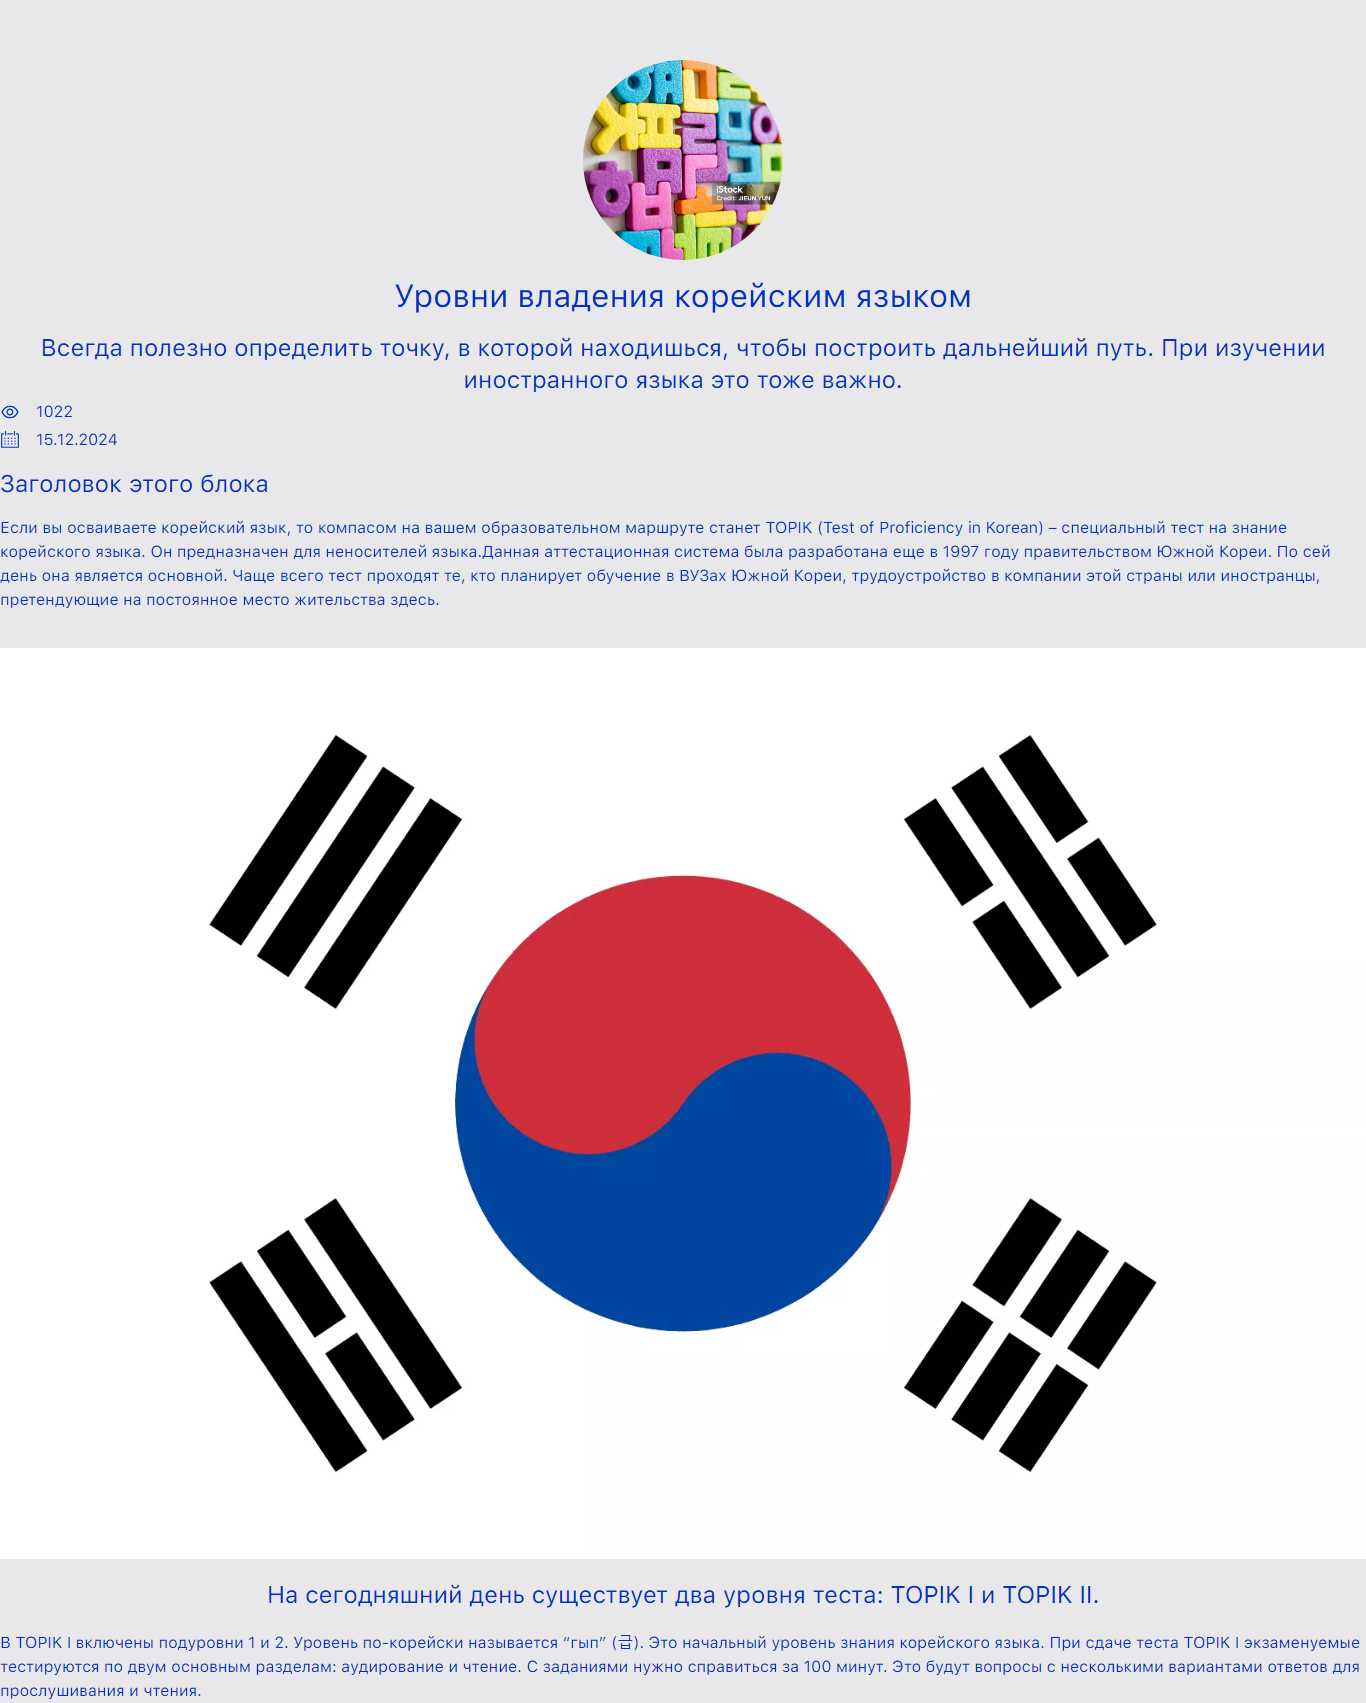 iStock
Credit: JIEUN YUN
Уровни владения корейским языком
Всегда полезно определить точку, в которой находишься, чтобы построить дальнейший путь. При изучении
иностранного языка это тоже важно.
1022
15.12.2024
Заголовок этого блока
Если вы осваиваете корейский язык, то компасом на вашем образовательном маршруте станет TOPIK (Test of Proficiency in Korean) – специальный тест на знание
корейского языка. Он предназначен для неносителей языка.Данная аттестационная система была разработана еще в 1997 году правительством Южной Кореи. По сей
день она является основной. Чаще всего тест проходят те, кто планирует обучение в ВУЗах Южной Кореи, трудоустройство в компании этой страны или иностранцы,
претендующие на постоянное место жительства здесь.
На сегодняшний день существует два уровня теста: TOPIK I и TOPIK II.
В TOPIK I включены подуровни 1 и 2. Уровень по-корейски называется “гып” (급). Это начальный уровень знания корейского языка. При сдаче теста TOPIK I экзаменуемые
тестируются по двум основным разделам: аудирование и чтение. С заданиями нужно справиться за 100 минут. Это будут вопросы с несколькими вариантами ответов для
прослушивания и чтения.